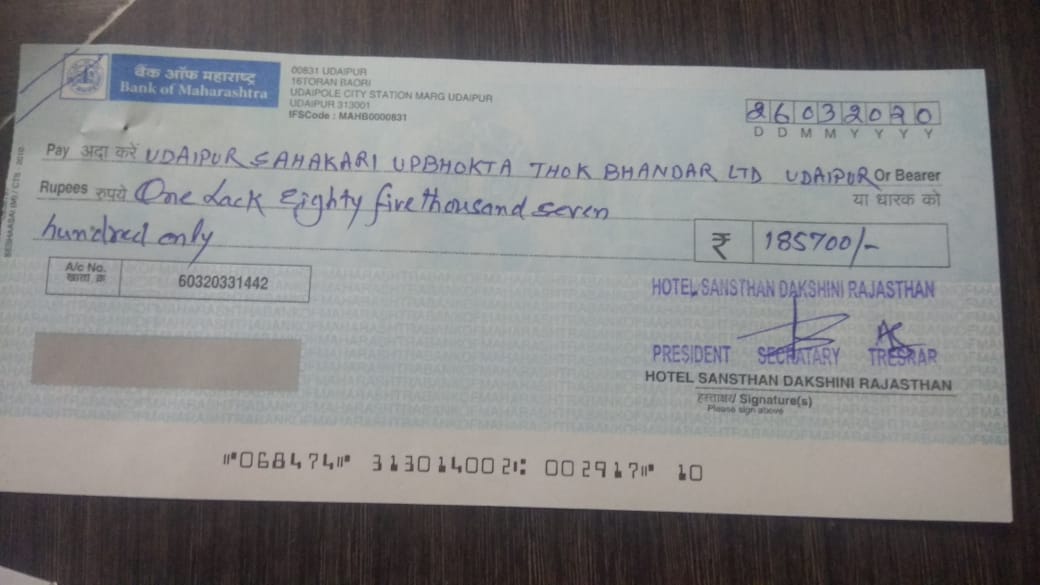 बैंक ऑफ महाराष्ट्र
Bank of Maharashtra
00831 UDAIPUR
16TORAN BAORI
UDAIPOLE CITY STATION MARG UDAIPUR
UDAIPUR 313001
IFSCode : MAHB0000831
26032020
D D M M Y Y Y Y
Pay अदा करें UDAIPUR SAHAKARI UPBHOKTA THOK BHANDAR LTD UDAIPUR Or Bearer
या धारक को
Rupees रुपये One Lack Eighty five thousand seven
hundred only
₹ 185700/-
A/c No.
खाता क्र
60320331442
HOTEL SANSTHAN DAKSHINI RAJASTHAN
PRESIDENT SECRATARY TRESRAR
HOTEL SANSTHAN DAKSHINI RAJASTHAN
हस्ताक्षर/ Signature(s)
Please sign above
⑈068474⑈ 313014002⑆ 002917⑈ 10